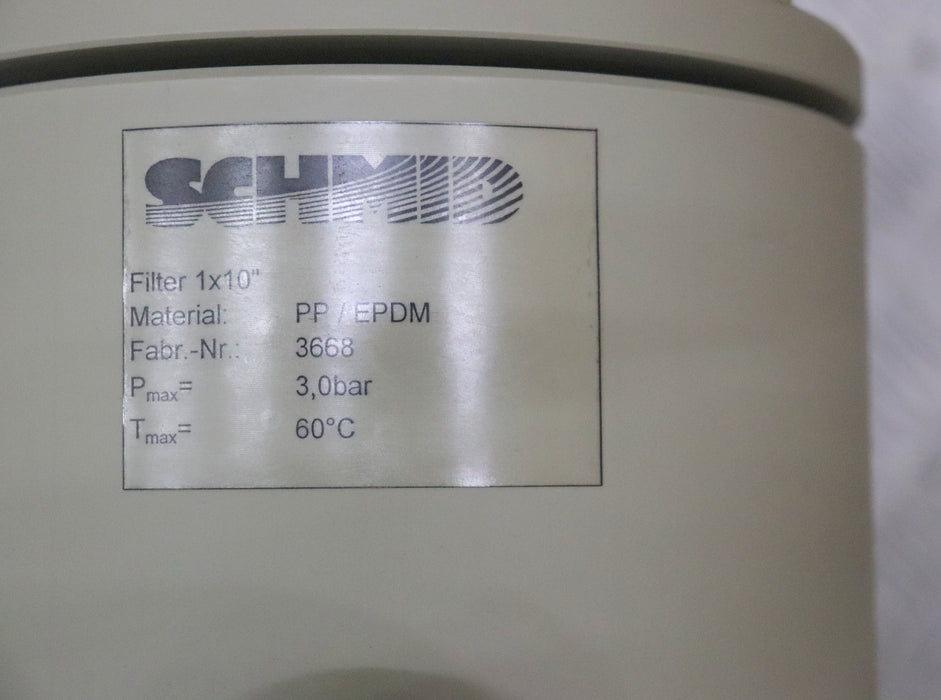 SCHMID
Filter 1x10"
Material: PP / EPDM
Fabr.-Nr.: 3668
Pmax= 3,0bar
Tmax= 60°C